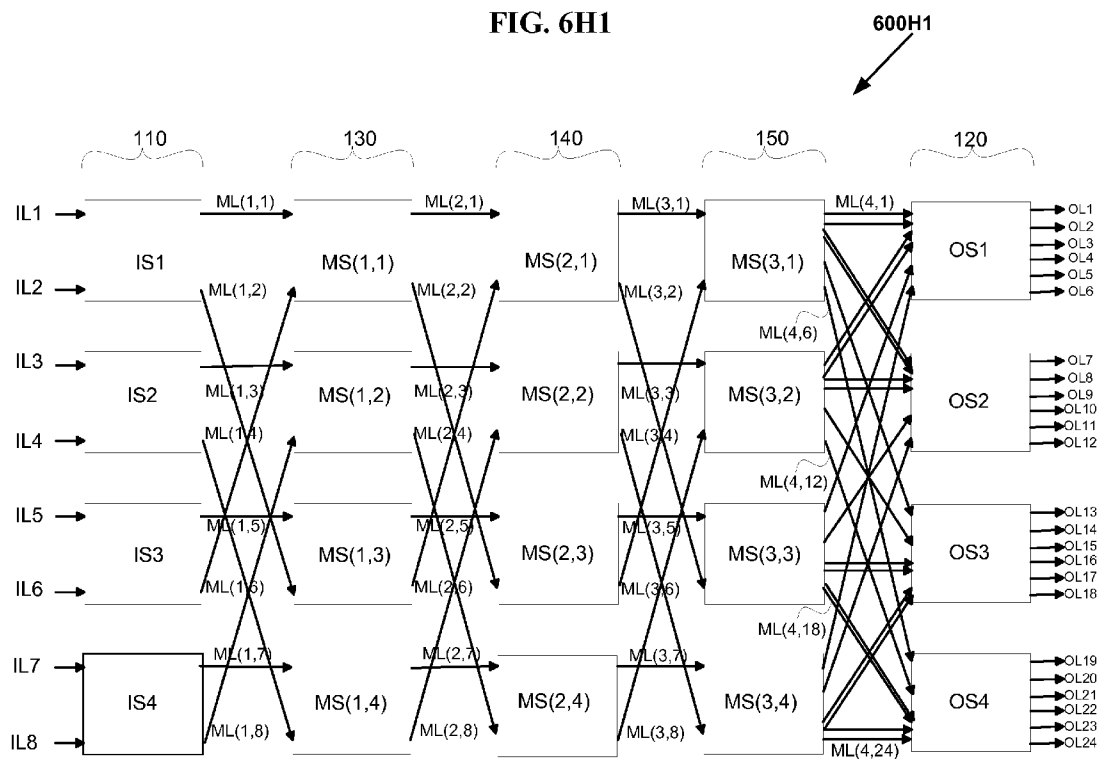 FIG. 6H1
600H1
110 130 140 150 120
IL1 ML(1,1) ML(2,1) ML(3,1) ML(4,1) OL1
OL2
IS1 MS(1,1) MS(2,1) MS(3,1) OS1 OL3
OL4
OL5
IL2 ML(1,2) ML(2,2) ML(3,2) OL6
ML(4,6)
IL3 OL7
OL8
IS2 ML(1,3) MS(1,2) ML(2,3) MS(2,2) ML(3,3) MS(3,2) OS2 OL9
OL10
OL11
IL4 ML(1,4) ML(2,4) ML(3,4) OL12
ML(4,12)
IL5 ML(1,5) ML(2,5) ML(3,5) OL13
OL14
IS3 MS(1,3) MS(2,3) MS(3,3) OS3 OL15
OL16
OL17
IL6 ML(1,6) ML(2,6) ML(3,6) OL18
ML(4,18)
IL7 ML(1,7) ML(2,7) ML(3,7) OL19
OL20
IS4 MS(1,4) MS(2,4) MS(3,4) OS4 OL21
OL22
OL23
IL8 ML(1,8) ML(2,8) ML(3,8) ML(4,24) OL24